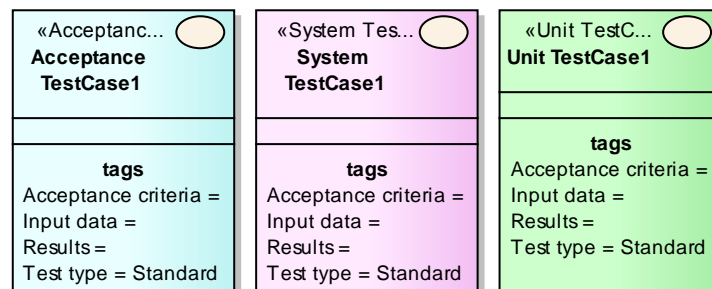 «Acceptanc...
Acceptance
TestCase1
tags
Acceptance criteria =
Input data =
Results =
Test type = Standard
«System Tes...
System
TestCase1
tags
Acceptance criteria =
Input data =
Results =
Test type = Standard
«Unit TestC...
Unit TestCase1
tags
Acceptance criteria =
Input data =
Results =
Test type = Standard